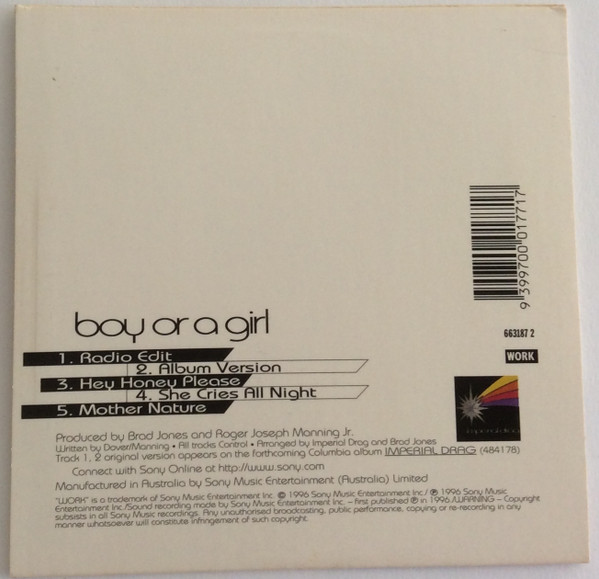 9 399700 017717
boy or a girl
663187 2
WORK
1. Radio Edit
2. Album Version
3. Hey Honey Please
4. She Cries All Night
5. Mother Nature
imperial drag
Produced by Brad Jones and Roger Joseph Manning Jr.
Written by Dover/Manning • All tracks Control • Arranged by Imperial Drag and Brad Jones
Track 1, 2 original version appears on the forthcoming Columbia album IMPERIAL DRAG (484178)
Connect with Sony Online at http://www.sony.com
Manufactured in Australia by Sony Music Entertainment (Australia) Limited
"WORK" is a trademark of Sony Music Entertainment Inc. © 1996 Sony Music Entertainment Inc./ ℗ 1996 Sony Music
Entertainment Inc./Sound recording made by Sony Music Entertainment Inc. – first published ℗ in 1996 /WARNING – Copyright
subsists in all Sony Music recordings. Any unauthorised broadcasting, public performance, copying or re-recording in any
manner whatsoever will constitute infringement of such copyright.